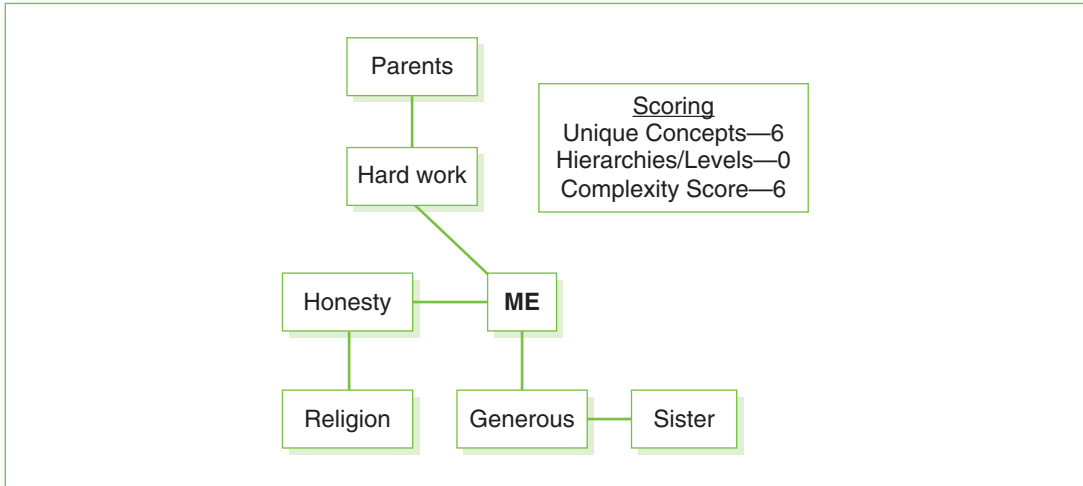 Parents
Scoring
Unique Concepts—6
Hierarchies/Levels—0
Complexity Score—6
Hard work
Honesty
ME
Religion
Generous
Sister